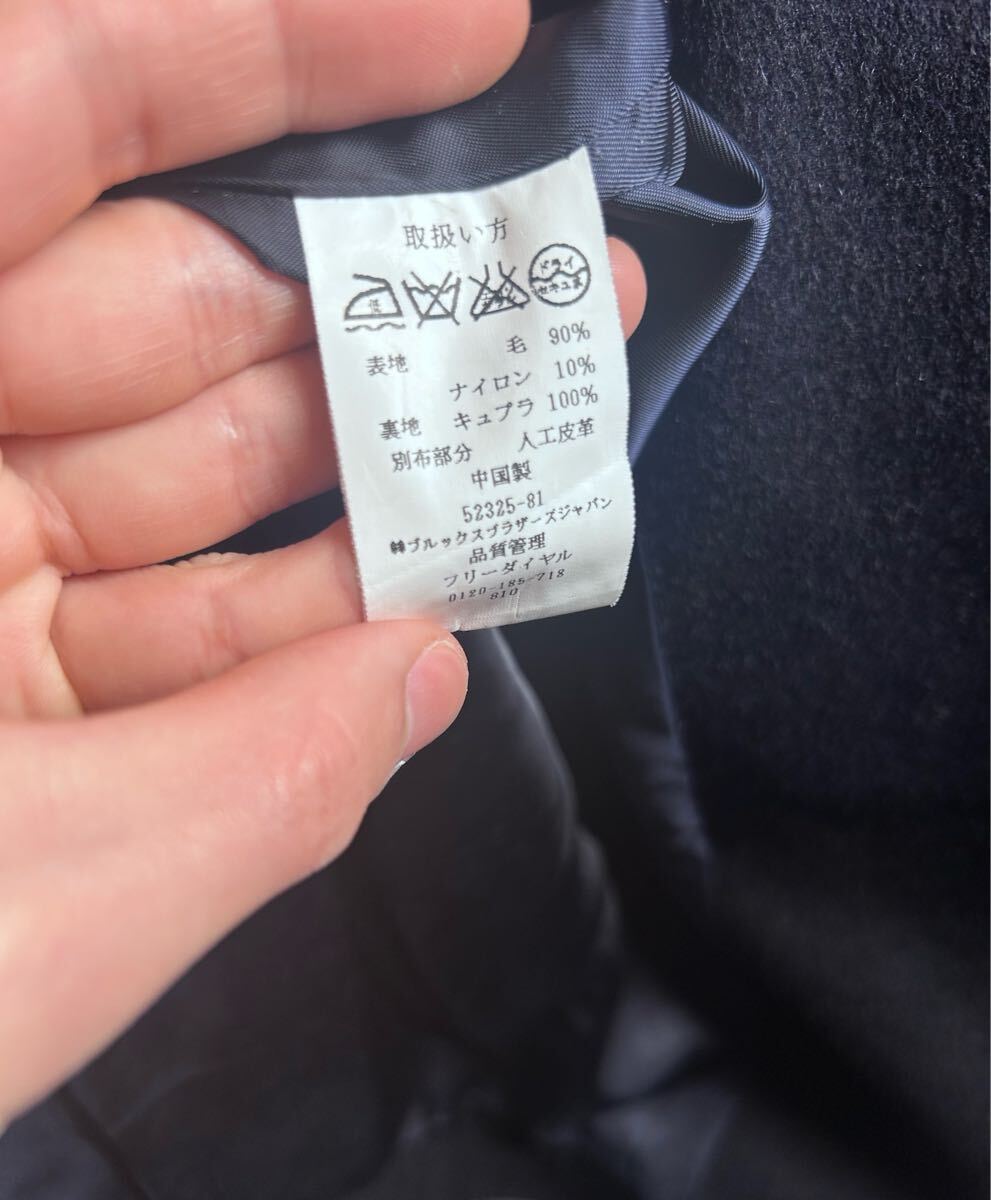 取扱い方
低 ドライ
セキユ系
表地 毛 90%
ナイロン 10%
裏地 キュプラ 100%
別布部分 人工皮革
中国製
52325-81
㈱ブルックスブラザーズジャパン
品質管理
フリーダイヤル
0120-185-718
810